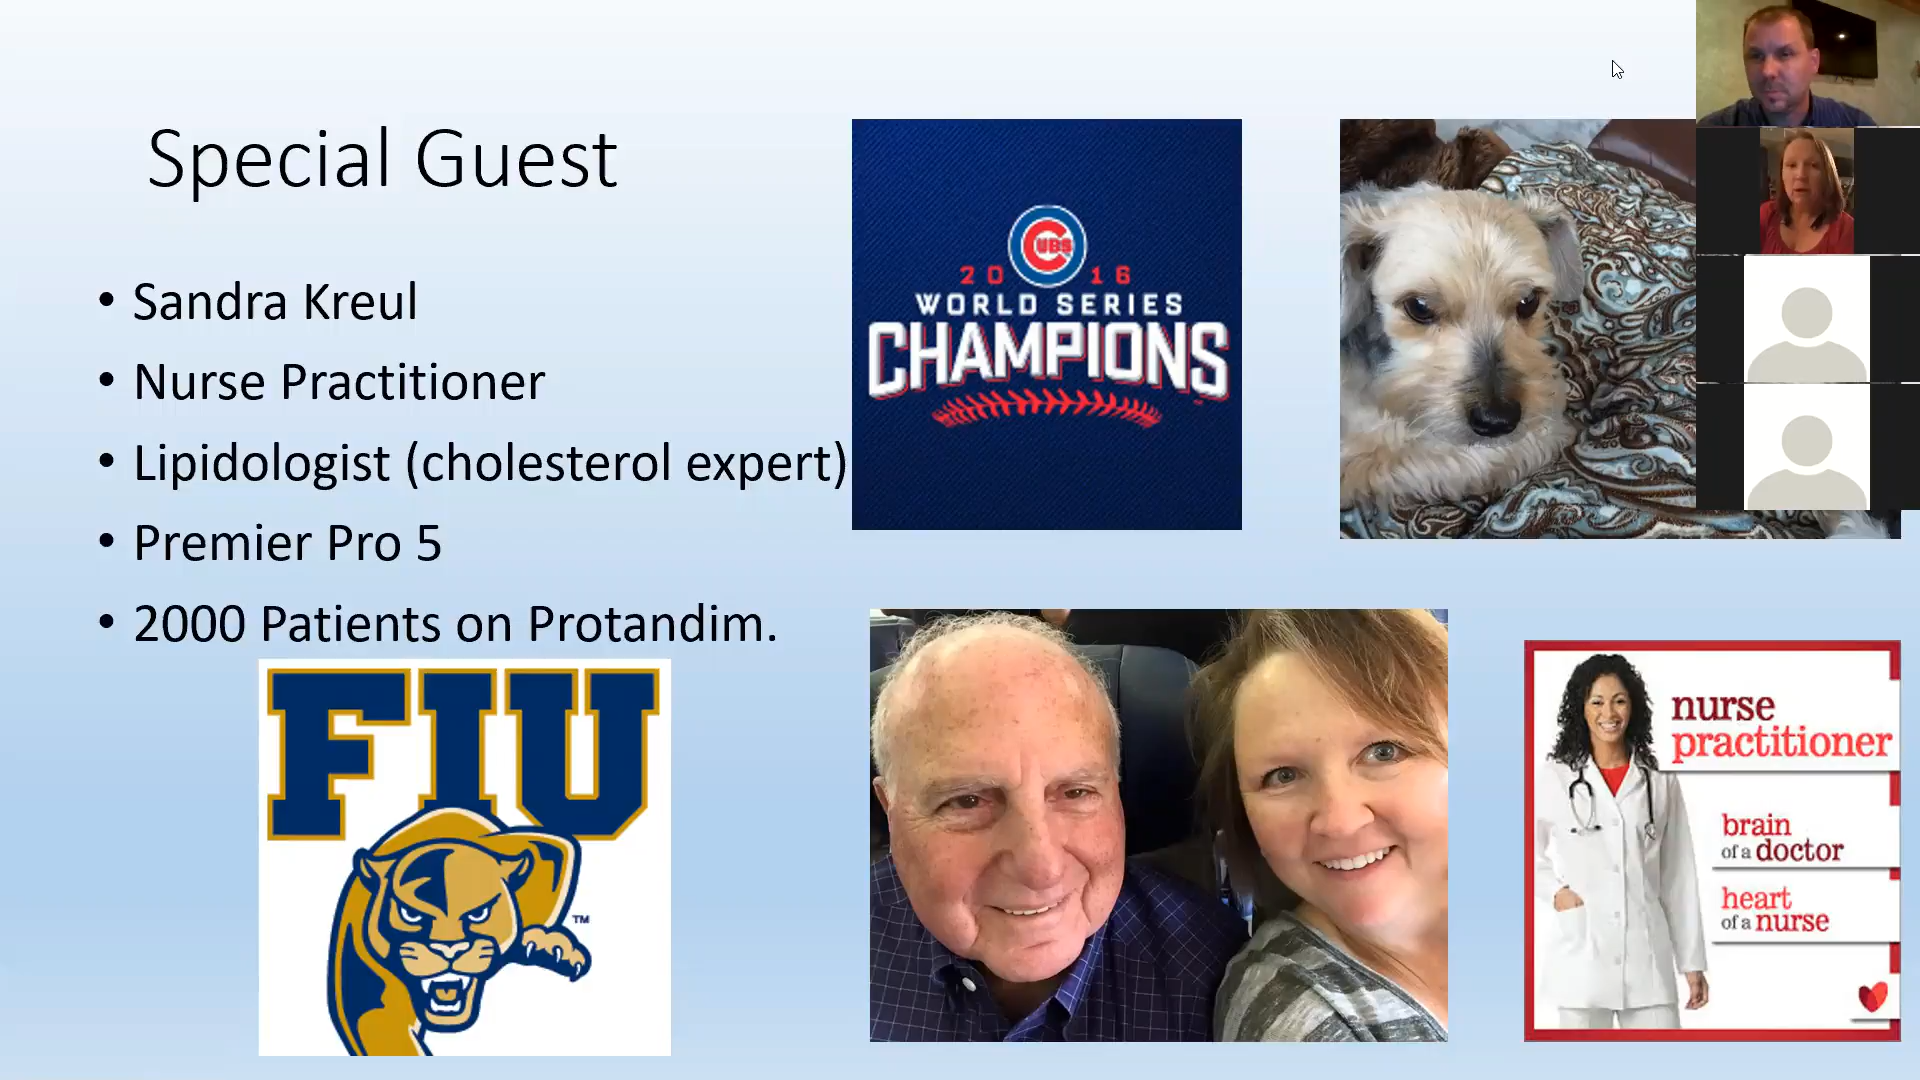 Special Guest
• Sandra Kreul
• Nurse Practitioner
• Lipidologist (cholesterol expert)
• Premier Pro 5
• 2000 Patients on Protandim.
CUBS
2016
WORLD SERIES
CHAMPIONS
FIU
TM
nurse
practitioner
brain
of a doctor
heart
of a nurse